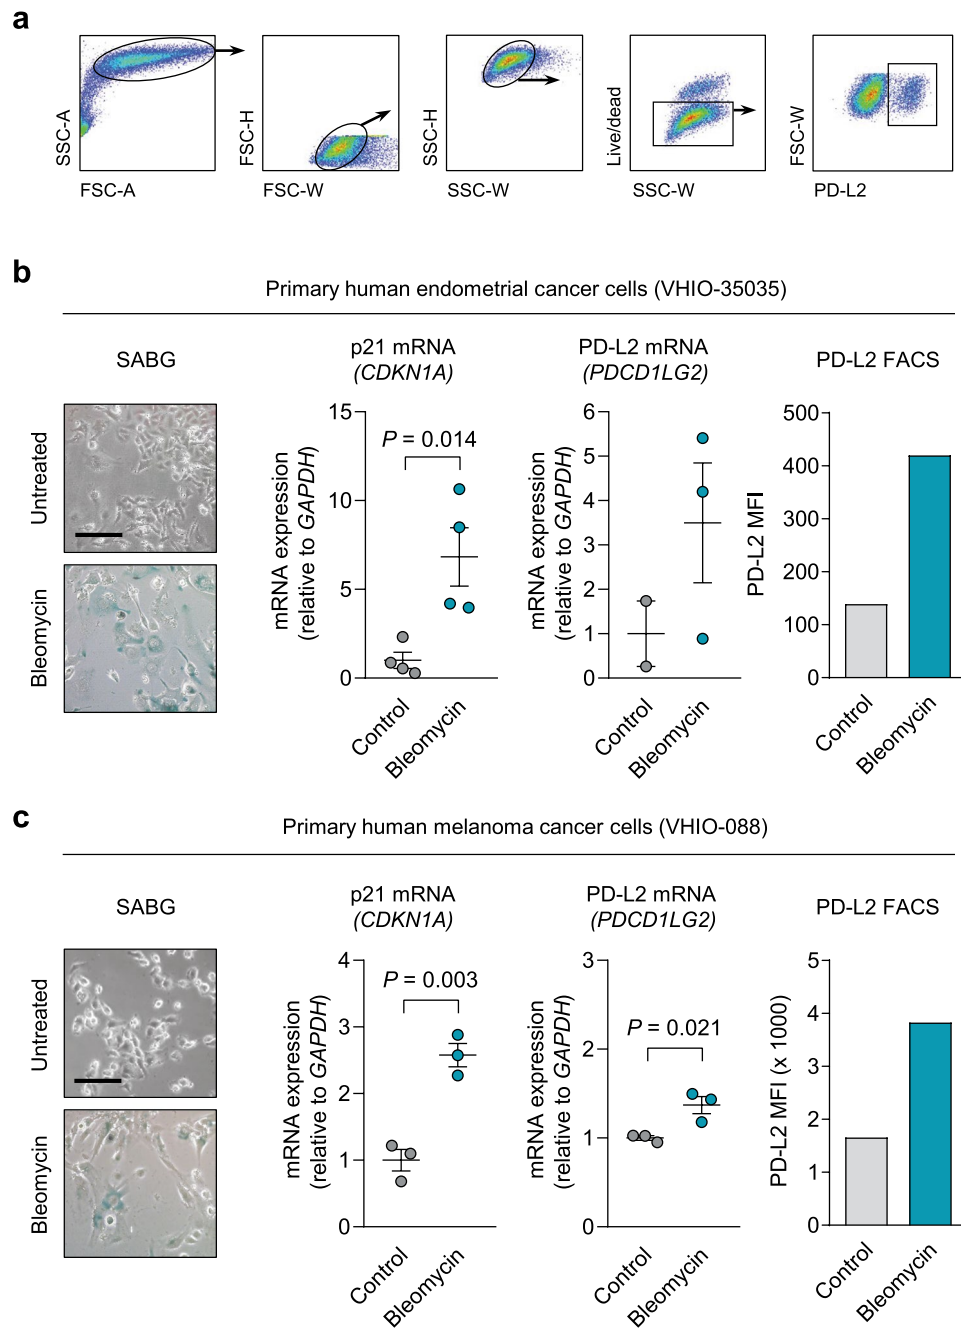 a
SSC-A
FSC-A
FSC-H
FSC-W
SSC-H
SSC-W
Live/dead
SSC-W
FSC-W
PD-L2
b
Primary human endometrial cancer cells (VHIO-35035)
SABG
Untreated
Bleomycin
p21 mRNA
(CDKN1A)
mRNA expression
(relative to GAPDH)
15
10
5
0
P = 0.014
Control
Bleomycin
PD-L2 mRNA
(PDCD1LG2)
mRNA expression
(relative to GAPDH)
6
5
4
3
2
1
0
Control
Bleomycin
PD-L2 FACS
PD-L2 MFI
500
400
300
200
100
0
Control
Bleomycin
c
Primary human melanoma cancer cells (VHIO-088)
SABG
Untreated
Bleomycin
p21 mRNA
(CDKN1A)
mRNA expression
(relative to GAPDH)
4
3
2
1
0
P = 0.003
Control
Bleomycin
PD-L2 mRNA
(PDCD1LG2)
mRNA expression
(relative to GAPDH)
3
2
1
0
P = 0.021
Control
Bleomycin
PD-L2 FACS
PD-L2 MFI (x 1000)
5
4
3
2
1
0
Control
Bleomycin